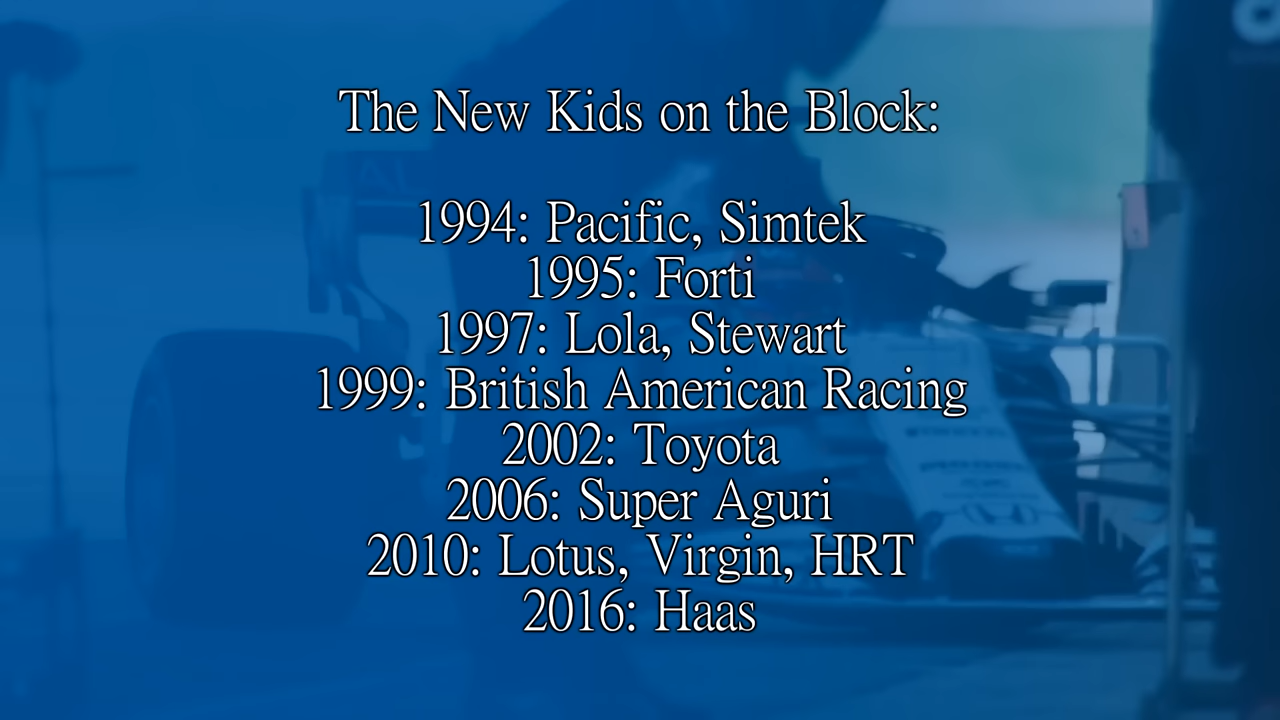 The New Kids on the Block:
1994: Pacific, Simtek
1995: Forti
1997: Lola, Stewart
1999: British American Racing
2002: Toyota
2006: Super Aguri
2010: Lotus, Virgin, HRT
2016: Haas